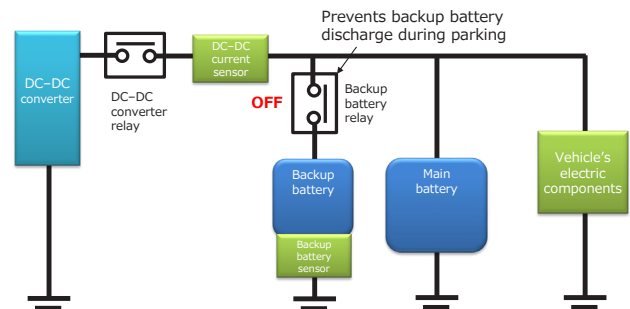 Prevents backup battery
discharge during parking
DC–DC
converter
DC–DC
converter
relay
DC–DC
current
sensor
OFF
Backup
battery
relay
Backup
battery
Backup
battery
sensor
Main
battery
Vehicle's
electric
components